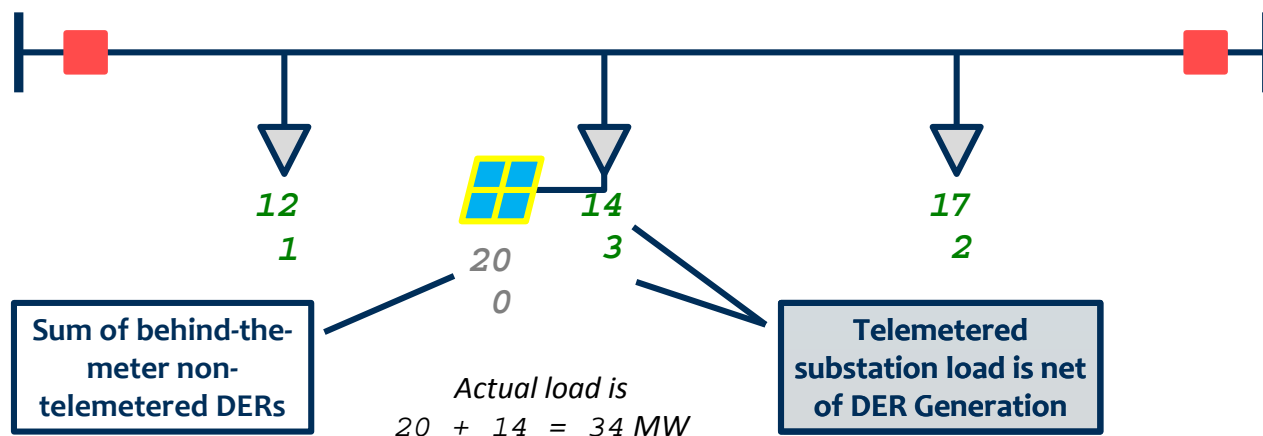 12
1
20
0
14
3
17
2
Sum of behind-the-
meter non-
telemetered DERs
Actual load is
20 + 14 = 34 MW
Telemetered
substation load is net
of DER Generation